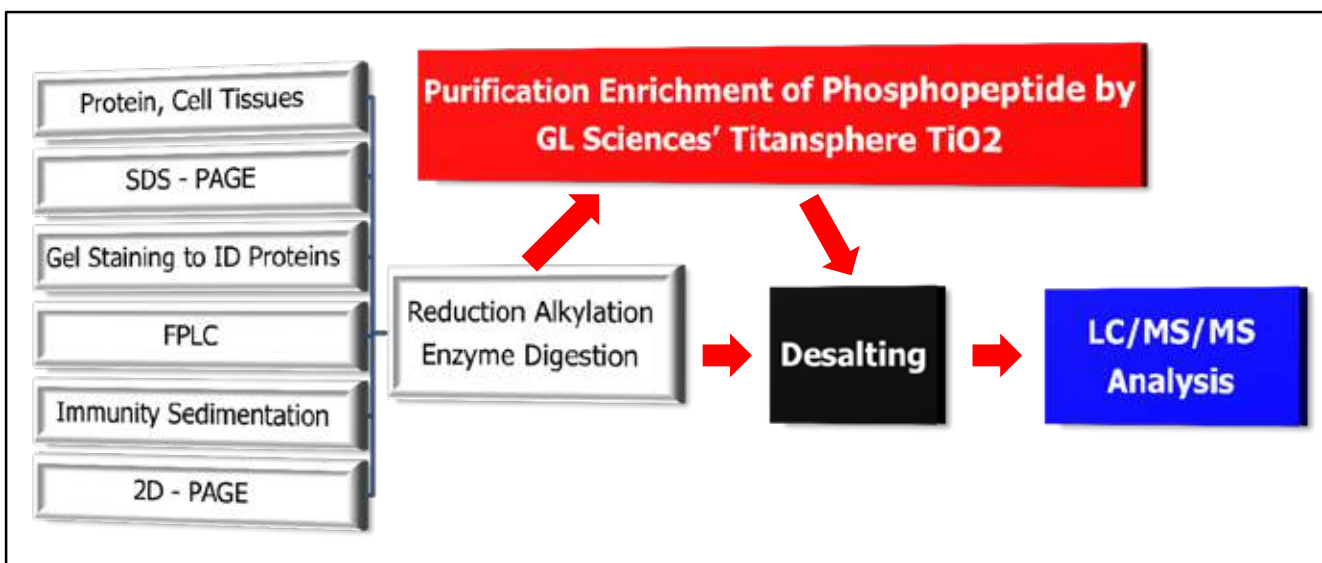 Protein, Cell Tissues
SDS - PAGE
Gel Staining to ID Proteins
FPLC
Immunity Sedimentation
2D - PAGE
Reduction Alkylation
Enzyme Digestion
Purification Enrichment of Phosphopeptide by
GL Sciences' Titansphere TiO2
Desalting
LC/MS/MS
Analysis